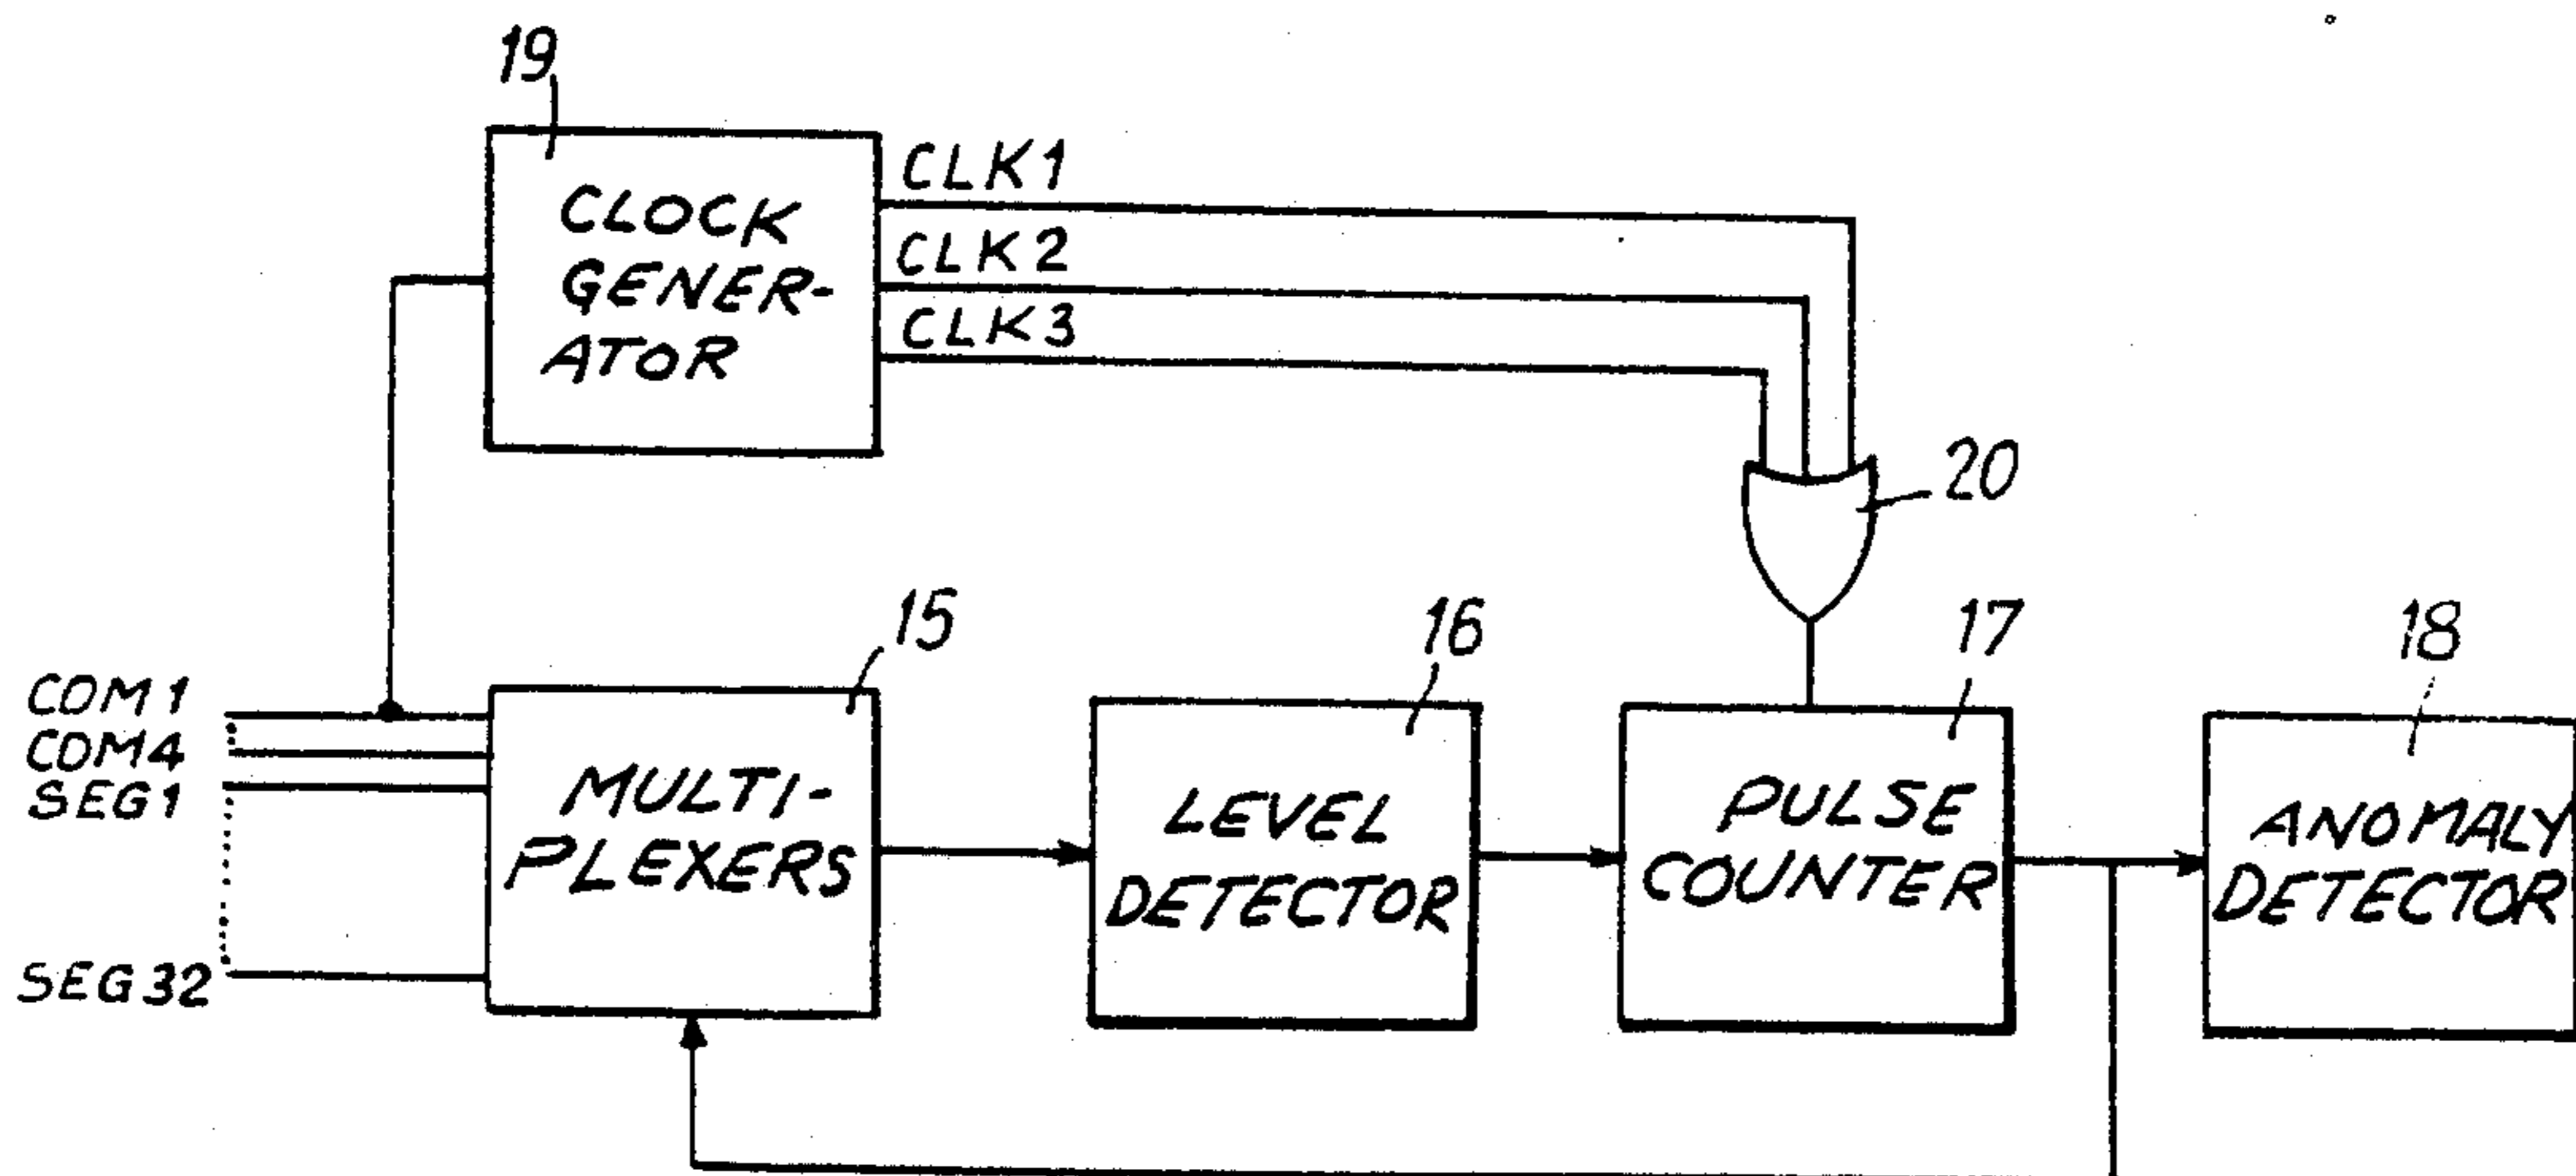 19
CLOCK
GENER-
ATOR
CLK1
CLK2
CLK3
20
15
16
17
18
COM1
COM4
SEG1
SEG32
MULTI-
PLEXERS
LEVEL
DETECTOR
PULSE
COUNTER
ANOMALY
DETECTOR